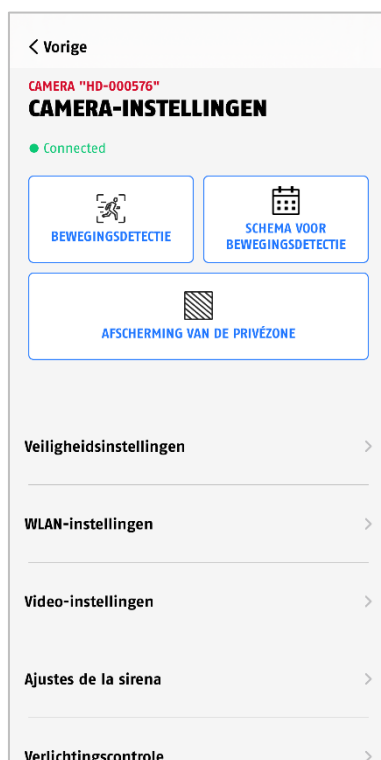 Vorige
CAMERA "HD-000576"
CAMERA-INSTELLINGEN
Connected
BEWEGINGSDETECTIE
SCHEMA VOOR
BEWEGINGSDETECTIE
AFSCHERMING VAN DE PRIVÉZONE
Veiligheidsinstellingen
WLAN-instellingen
Video-instellingen
Ajustes de la sirena
Verlichtingscontrole